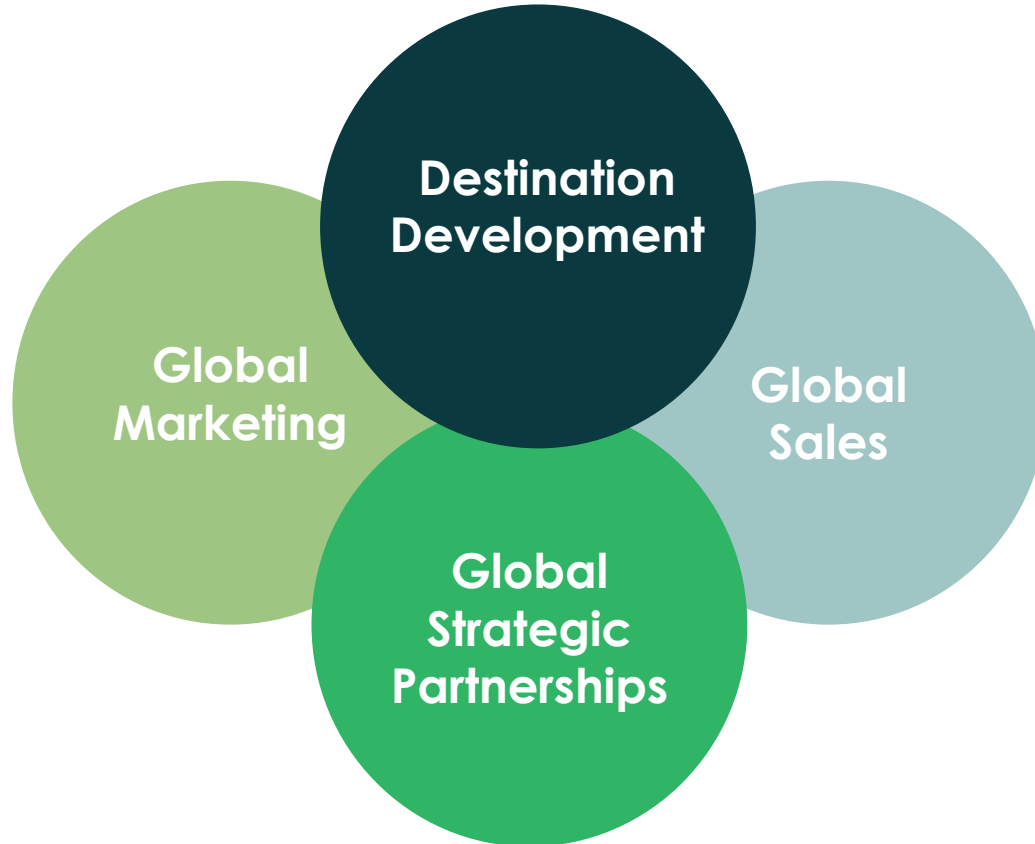 Destination
Development
Global
Marketing
Global
Sales
Global
Strategic
Partnerships